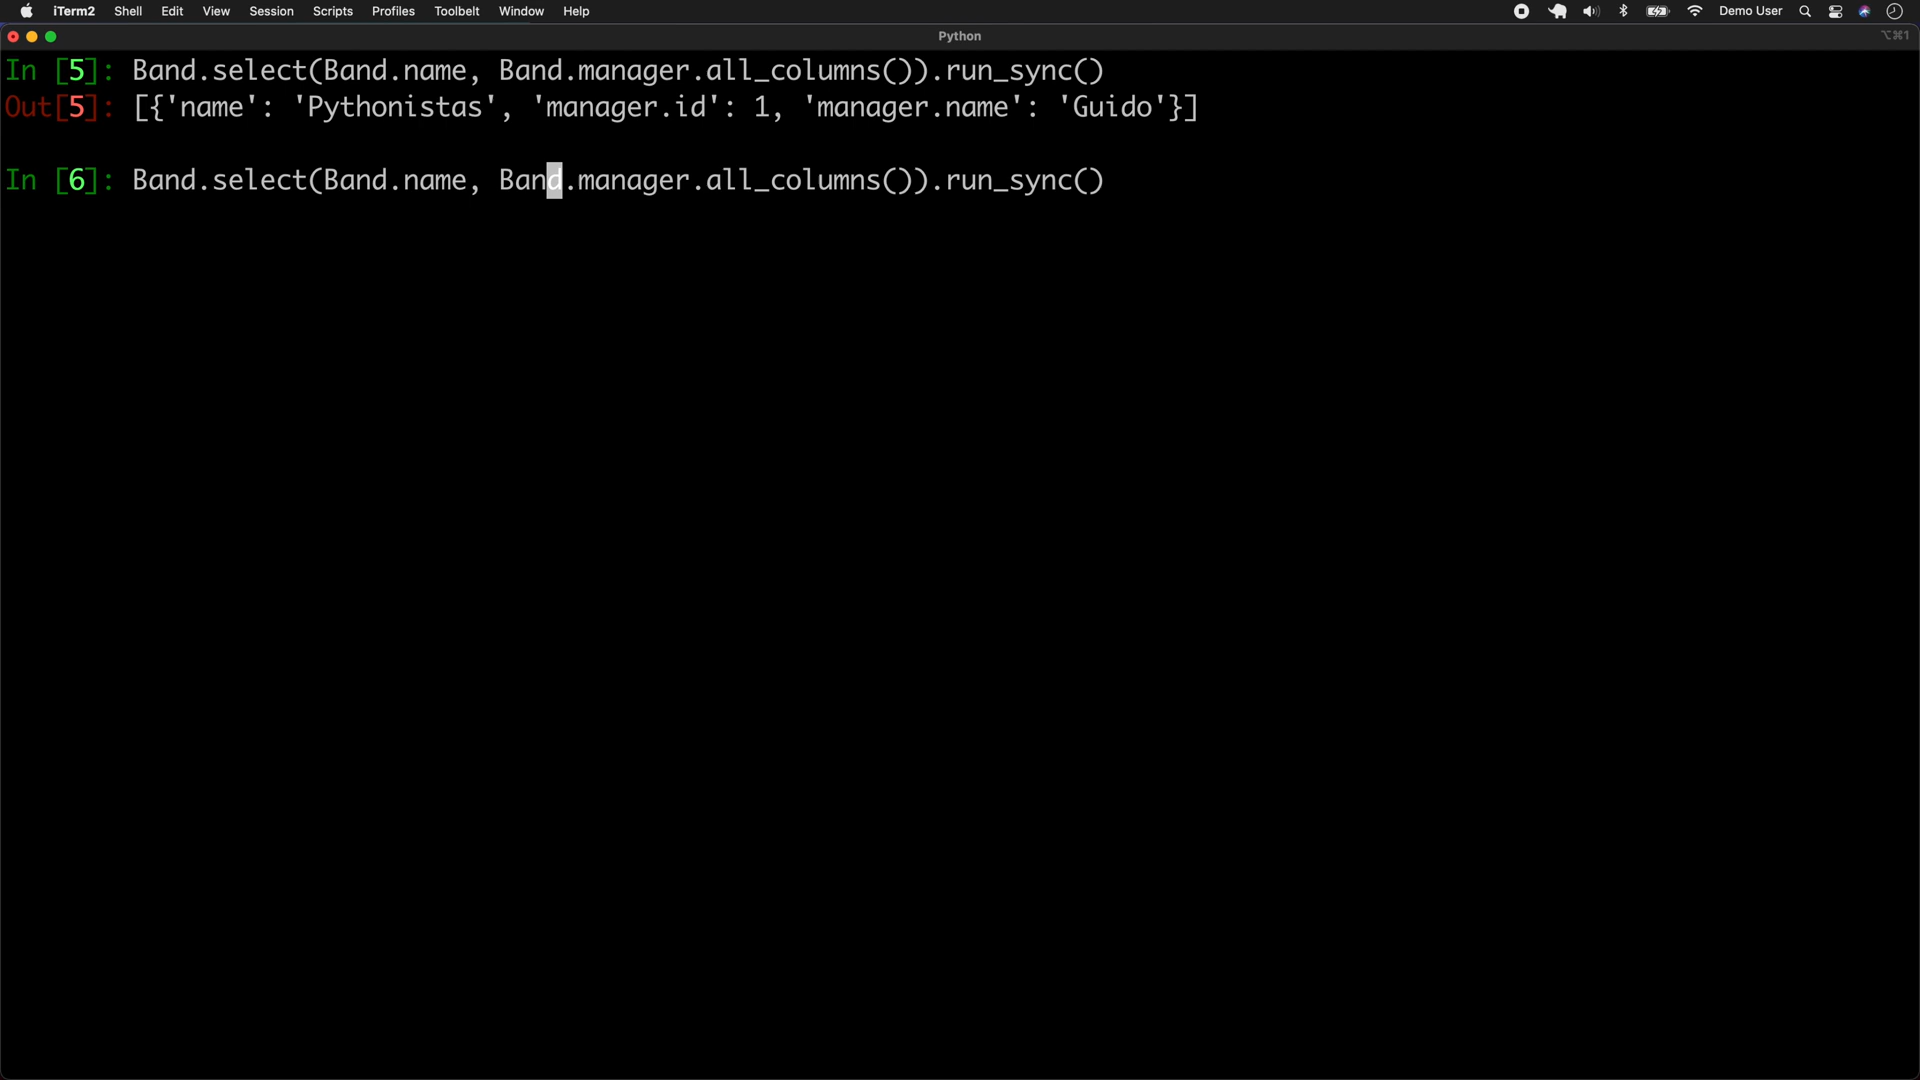 iTerm2 Shell Edit View Session Scripts Profiles Toolbelt Window Help Demo User
Python ⌥⌘1
In [5]: Band.select(Band.name, Band.manager.all_columns()).run_sync()
Out[5]: [{'name': 'Pythonistas', 'manager.id': 1, 'manager.name': 'Guido'}]
In [6]: Band.select(Band.name, Band.manager.all_columns()).run_sync()